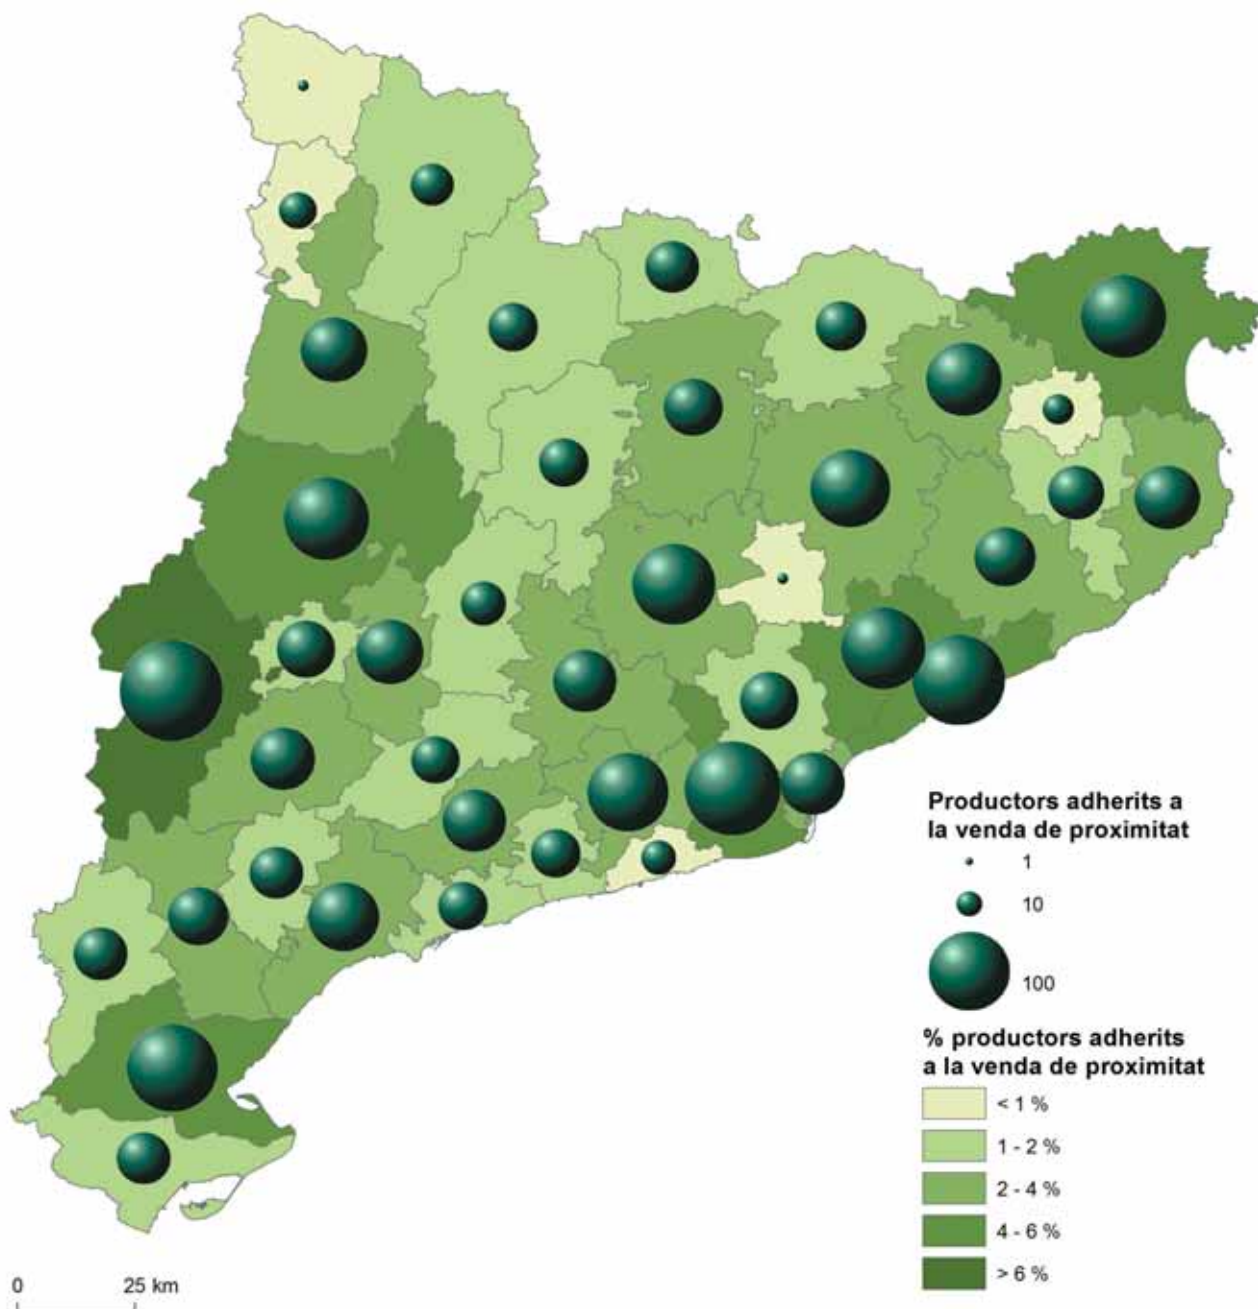 Productors adherits a
la venda de proximitat
1
10
100
% productors adherits
a la venda de proximitat
< 1 %
1 - 2 %
2 - 4 %
4 - 6 %
> 6 %
0 25 km